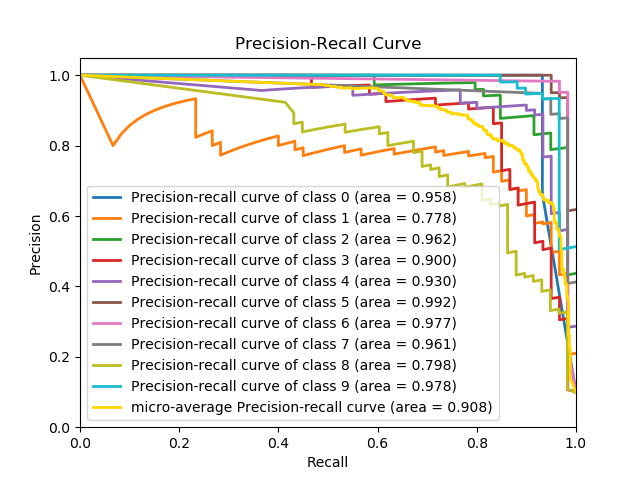 Precision-Recall Curve
1.0
0.8
0.6
0.4
0.2
0.0
Precision
Precision-recall curve of class 0 (area = 0.958)
Precision-recall curve of class 1 (area = 0.778)
Precision-recall curve of class 2 (area = 0.962)
Precision-recall curve of class 3 (area = 0.900)
Precision-recall curve of class 4 (area = 0.930)
Precision-recall curve of class 5 (area = 0.992)
Precision-recall curve of class 6 (area = 0.977)
Precision-recall curve of class 7 (area = 0.961)
Precision-recall curve of class 8 (area = 0.798)
Precision-recall curve of class 9 (area = 0.978)
micro-average Precision-recall curve (area = 0.908)
0.0 0.2 0.4 0.6 0.8 1.0
Recall